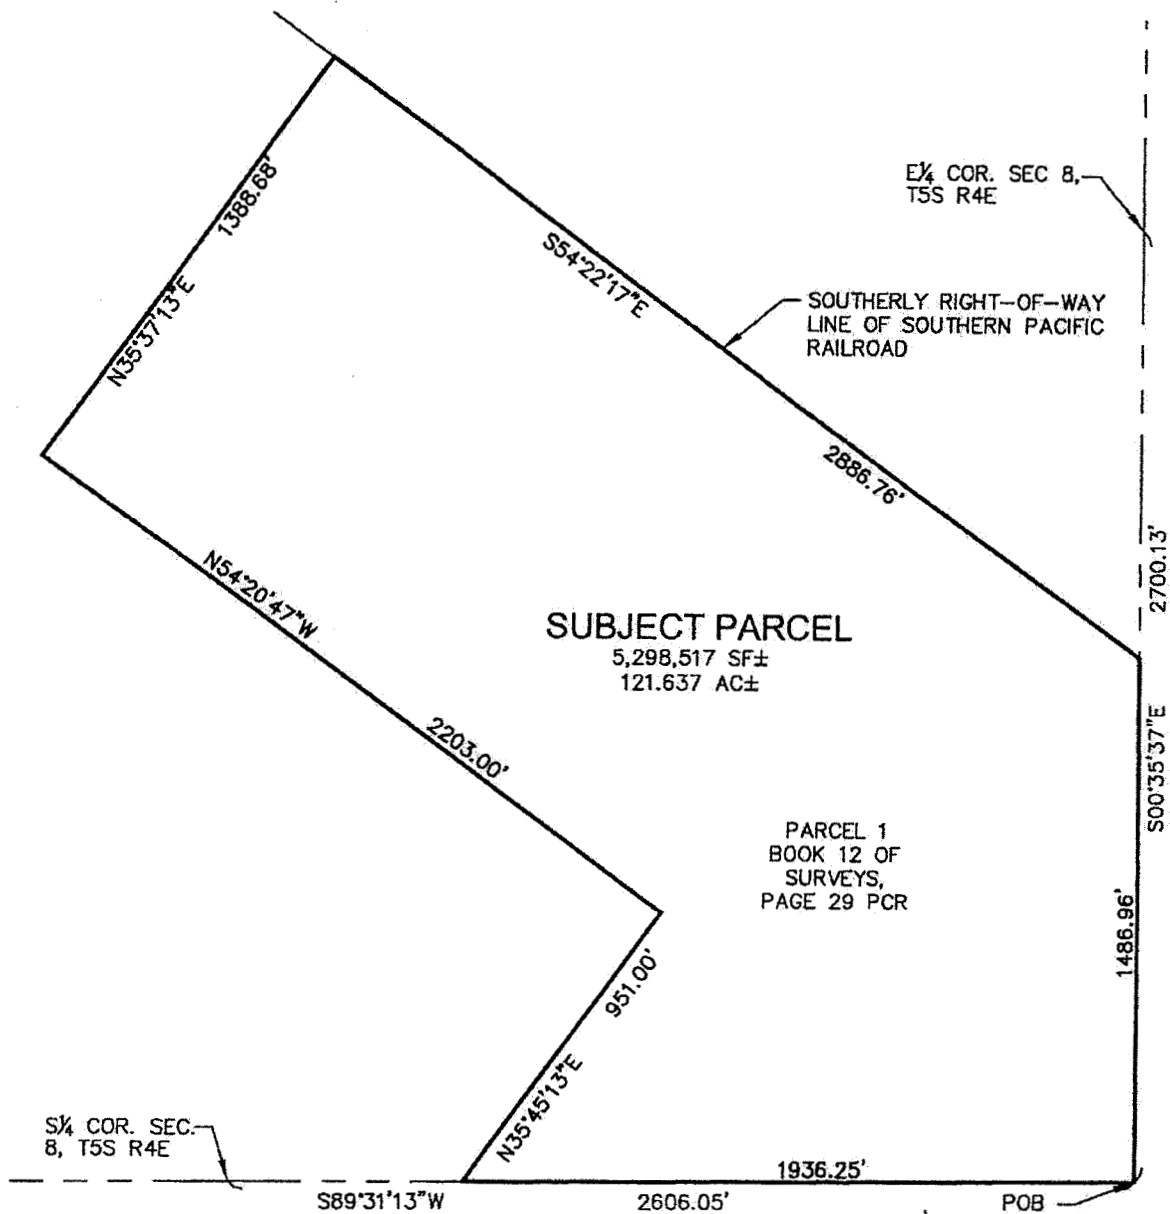 E¼ COR. SEC 8,
T5S R4E
1388.68'
N35°37'13"E
S54°22'17"E
SOUTHERLY RIGHT-OF-WAY
LINE OF SOUTHERN PACIFIC
RAILROAD
2886.76'
2700.13'
N54°20'47"W
SUBJECT PARCEL
5,298,517 SF±
121.637 AC±
S00°35'37"E
2203.00'
PARCEL 1
BOOK 12 OF
SURVEYS,
PAGE 29 PCR
1486.96'
951.00'
N35°45'13"E
S¼ COR. SEC.
8, T5S R4E
1936.25'
S89°31'13"W
2606.05'
POB